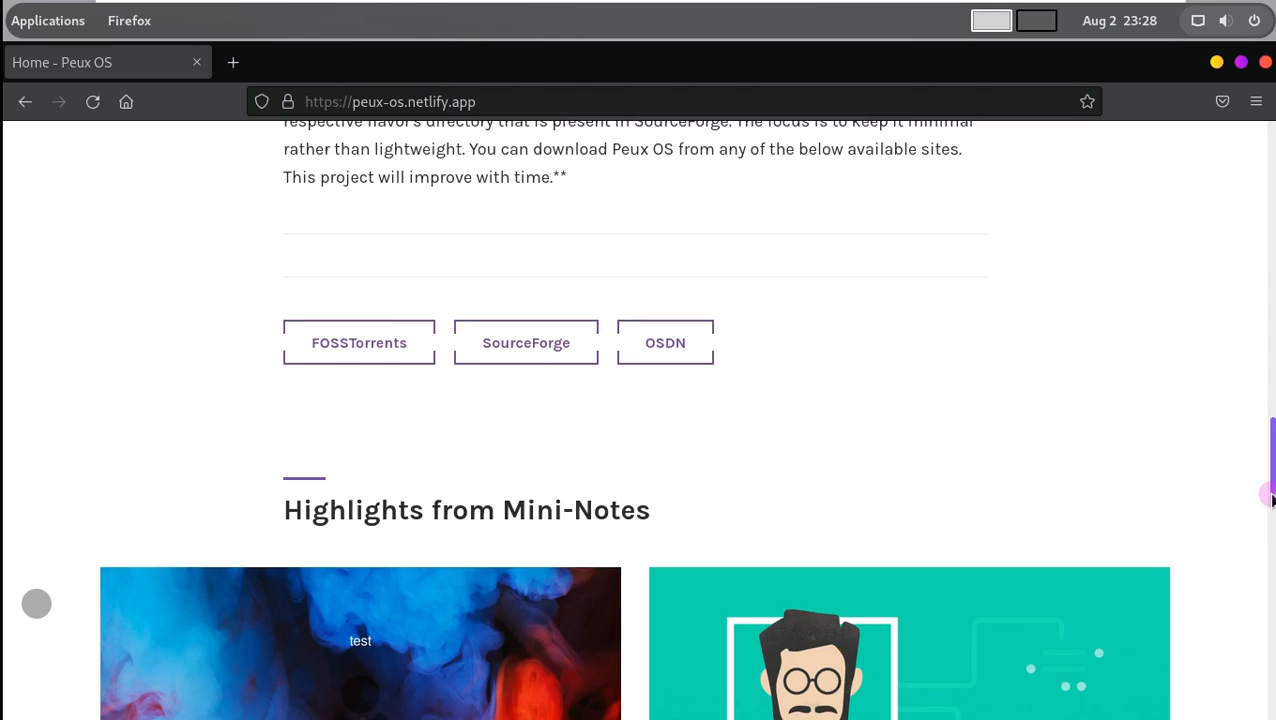 Applications Firefox Aug 2 23:28
Home - Peux OS
https://peux-os.netlify.app
respective flavor's directory that is present in SourceForge. The focus is to keep it minimal
rather than lightweight. You can download Peux OS from any of the below available sites.
This project will improve with time.**
FOSSTorrents SourceForge OSDN
Highlights from Mini-Notes
test